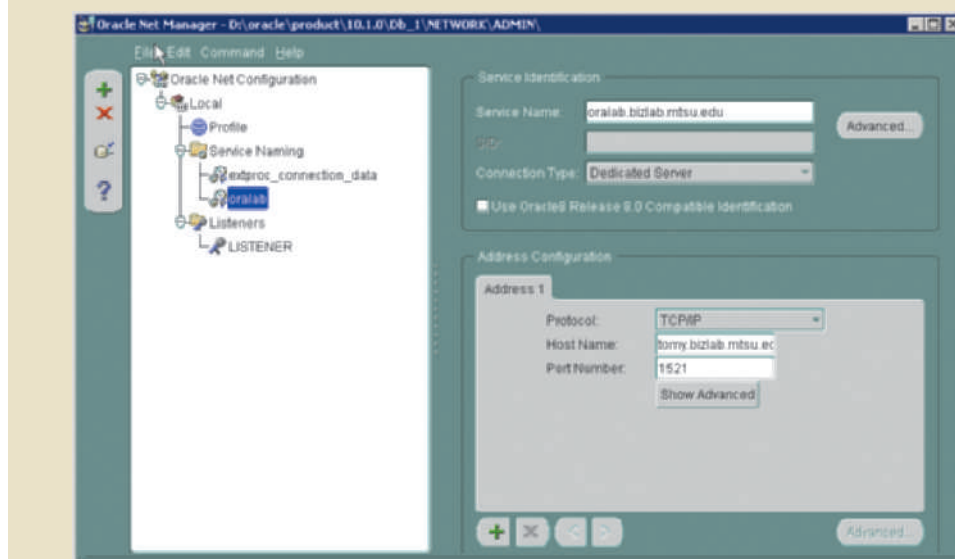 Oracle Net Manager - D:\oracle\product\10.1.0\Db_1\NETWORK\ADMIN\
File Edit Command Help
Oracle Net Configuration
Local
Profile
Service Naming
extproc_connection_data
oralab
Listeners
LISTENER
Service Identification
Service Name: oralab.bizlab.mtsu.edu
SID:
Connection Type: Dedicated Server
Use Oracle8 Release 8.0 Compatible Identification
Advanced...
Address Configuration
Address 1
Protocol: TCP/IP
Host Name: tomy.bizlab.mtsu.ec
Port Number: 1521
Show Advanced
Advanced...
?